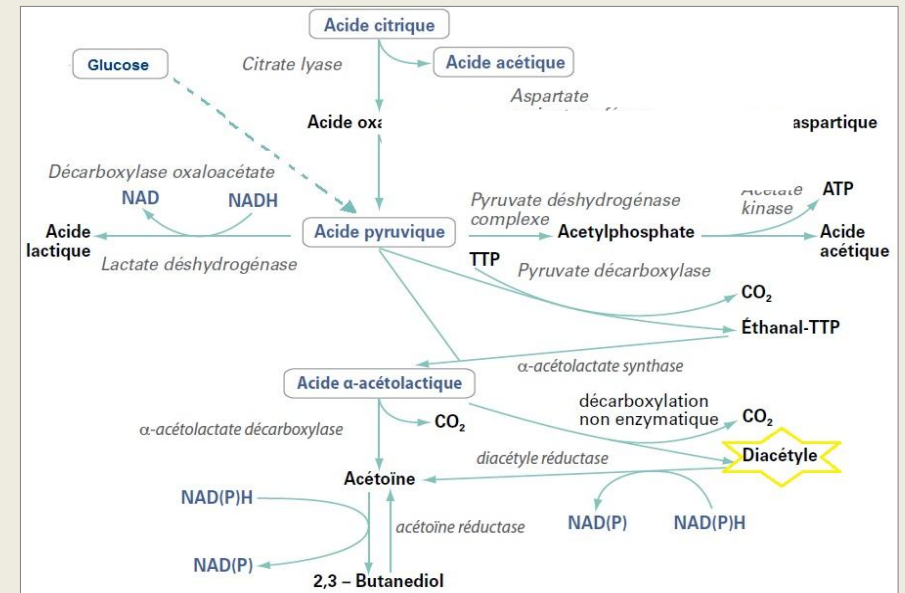 Acide citrique
Glucose
Citrate lyase
Acide acétique
Aspartate
Acide
aspartique
Décarboxylase oxaloacétate
NAD
NADH
Pyruvate déshydrogénase
complexe
Acétate
kinase
ATP
Acide
lactique
Acide pyruvique
Acetylphosphate
Acide
acétique
Lactate déshydrogénase
TTP
Pyruvate décarboxylase
CO₂
Éthanal-TTP
α-acétolactate synthase
Acide α-acétolactique
décarboxylation
non enzymatique
CO₂
α-acétolactate décarboxylase
CO₂
diacétyle réductase
Diacétyle
Acétoïne
NAD(P)H
acétoïne réductase
NAD(P)
NAD(P)H
NAD(P)
2,3 – Butanediol